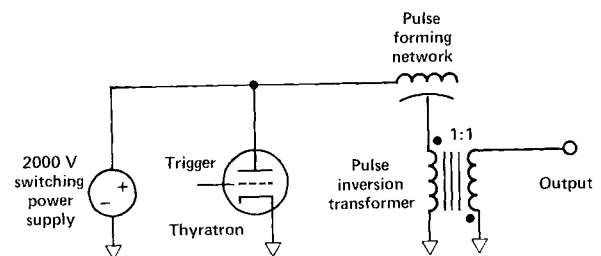 Pulse
forming
network
2000 V
switching
power
supply
+
−
Trigger
Thyratron
Pulse
inversion
transformer
1:1
Output